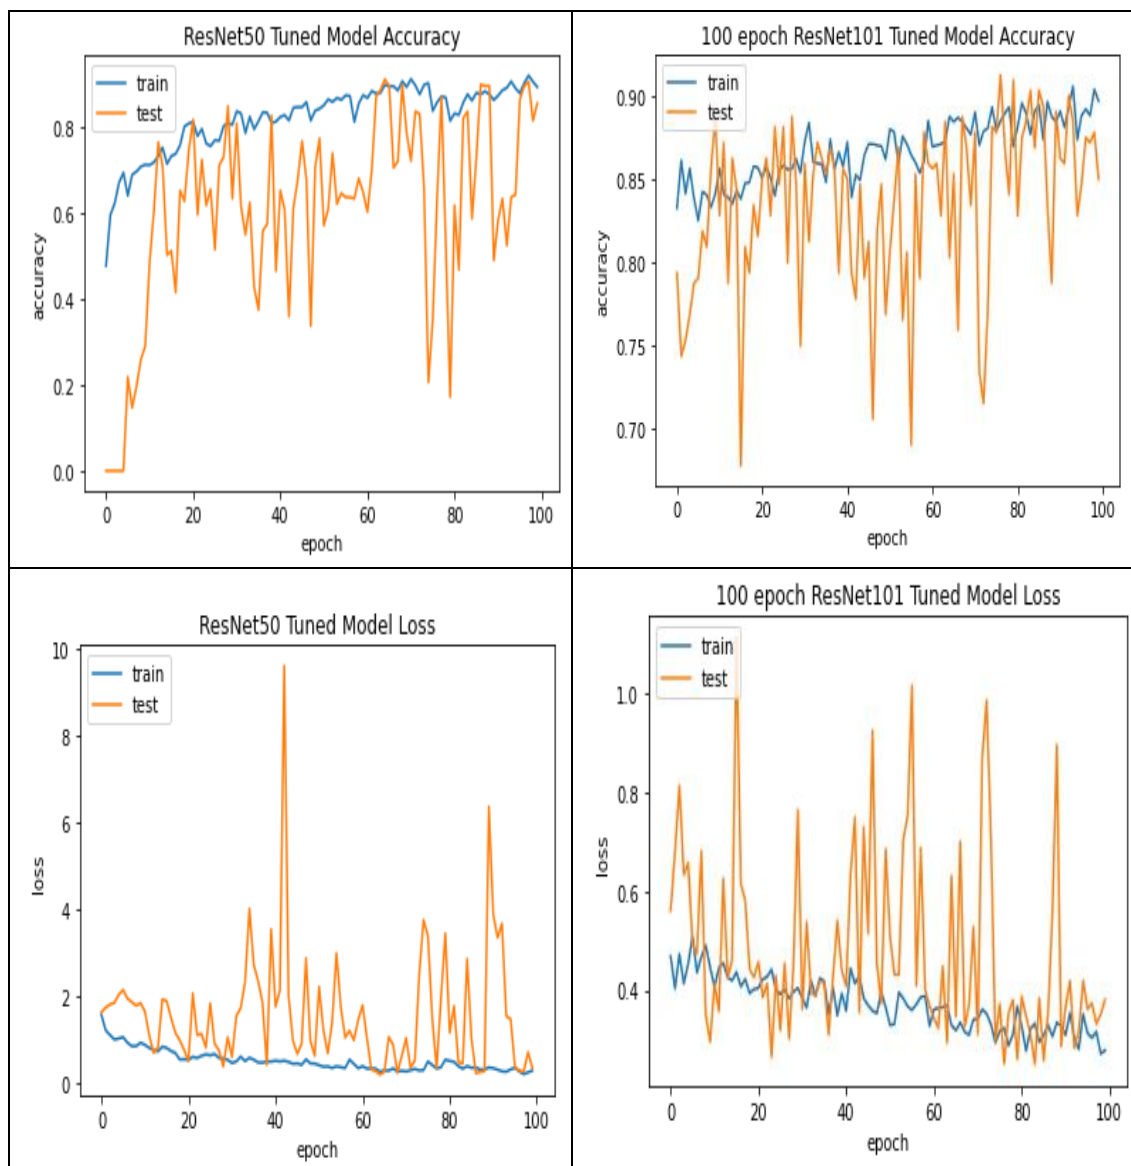 ResNet50 Tuned Model Accuracy
train
test
0.8
0.6
0.4
0.2
0.0
accuracy
0 20 40 60 80 100
epoch
100 epoch ResNet101 Tuned Model Accuracy
train
test
0.90
0.85
0.80
0.75
0.70
accuracy
0 20 40 60 80 100
epoch
ResNet50 Tuned Model Loss
train
test
10
8
6
4
2
0
loss
0 20 40 60 80 100
epoch
100 epoch ResNet101 Tuned Model Loss
train
test
1.0
0.8
0.6
0.4
loss
0 20 40 60 80 100
epoch